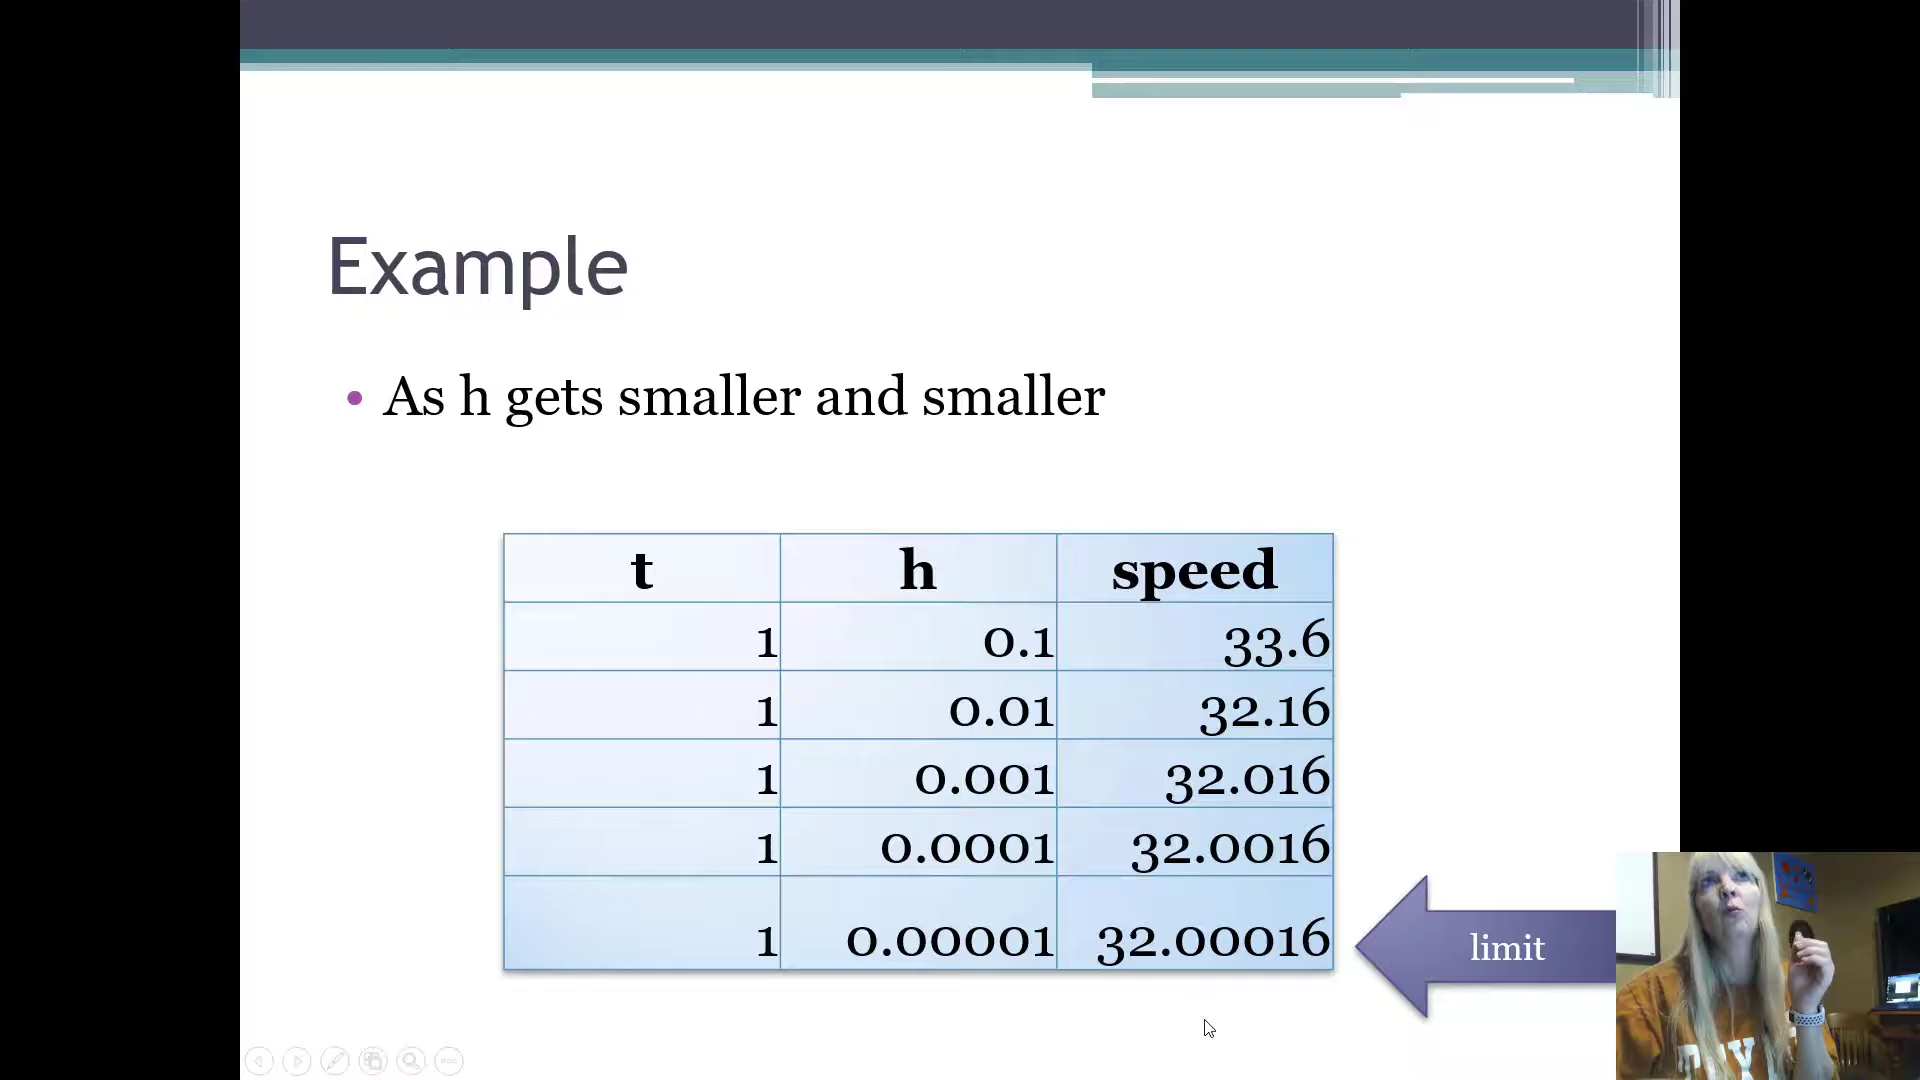 Example
• As h gets smaller and smaller
t h speed
1 0.1 33.6
1 0.01 32.16
1 0.001 32.016
1 0.0001 32.0016
1 0.00001 32.00016
limit